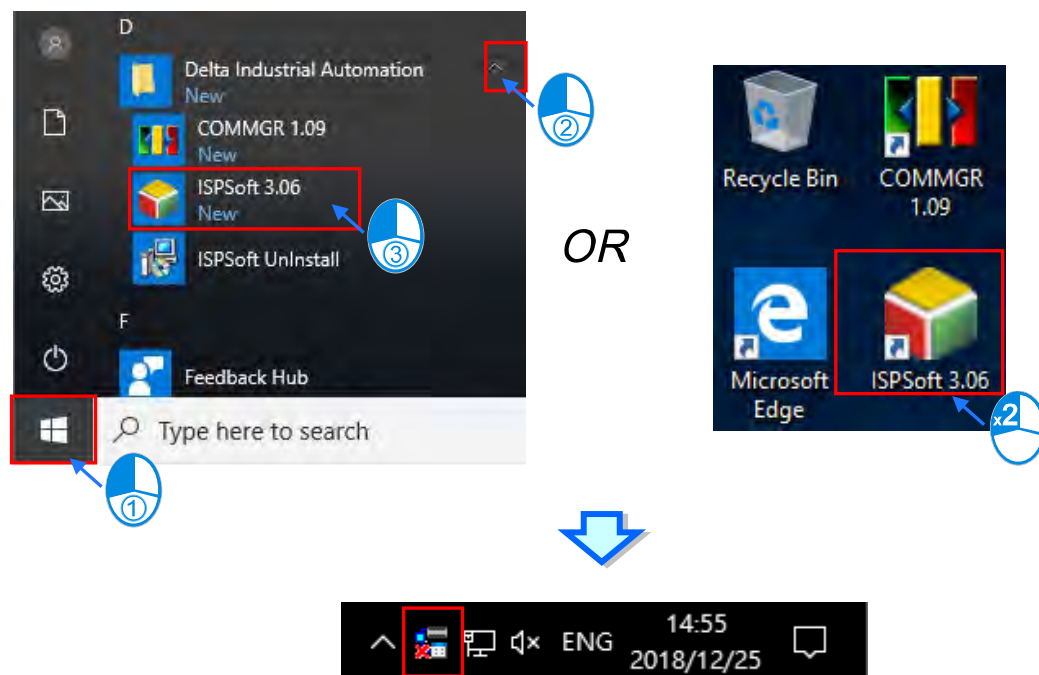 D
Delta Industrial Automation
New
②
COMMGR 1.09
New
ISPSoft 3.06
New
③
ISPSoft UnInstall
F
Feedback Hub
Type here to search
①
OR
Recycle Bin
COMMGR
1.09
Microsoft
Edge
ISPSoft 3.06
x2
ENG
14:55
2018/12/25